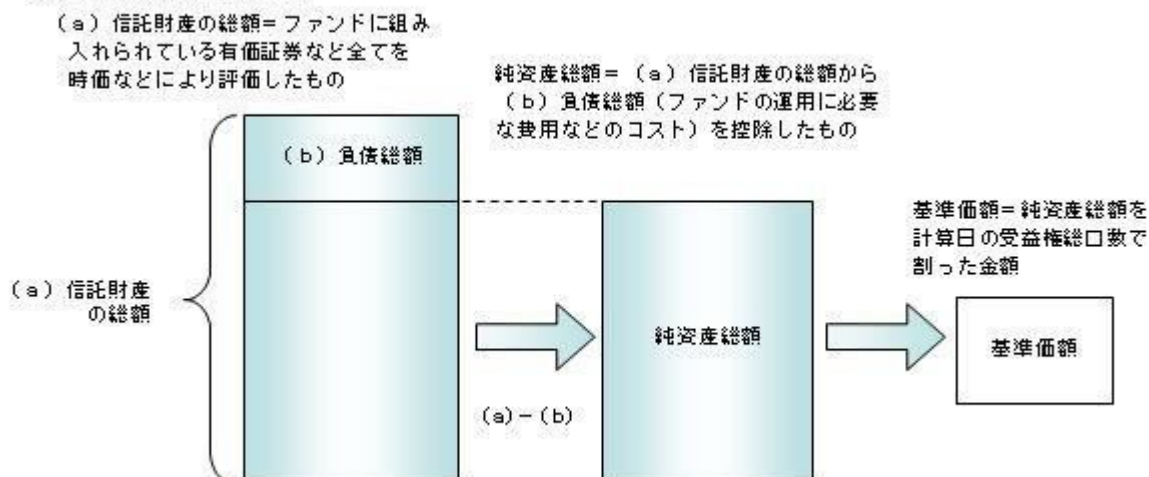 （a）信託財産の総額＝ファンドに組み
入れられている有価証券など全てを
時価などにより評価したもの
純資産総額＝（a）信託財産の総額から
（b）負債総額（ファンドの運用に必要
な費用などのコスト）を控除したもの
（b）負債総額
基準価額＝純資産総額を
計算日の受益権総口数で
割った金額
（a）信託財産
の総額
純資産総額
基準価額
(a)－(b)